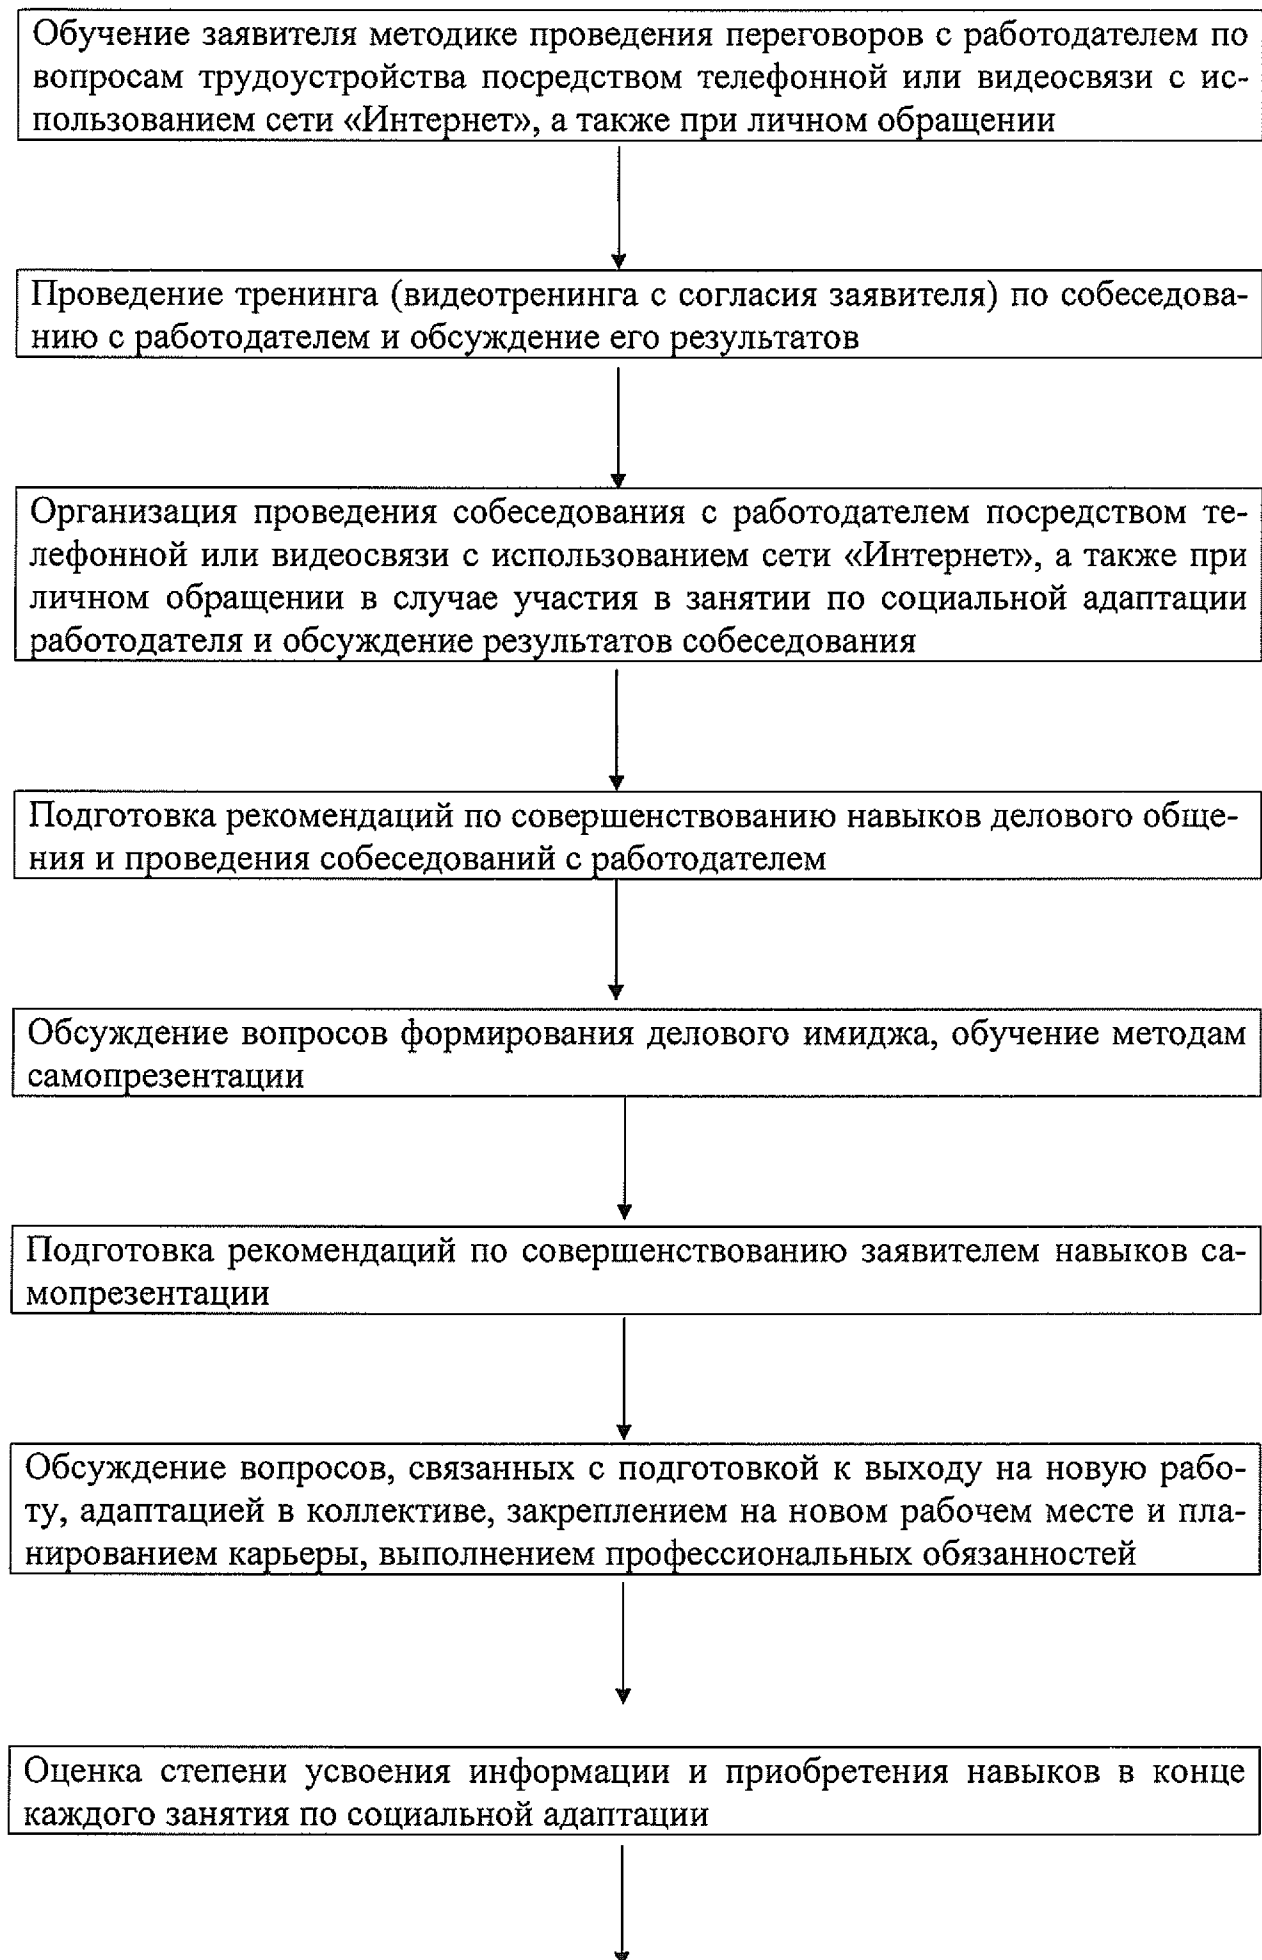 Обучение заявителя методике проведения переговоров с работодателем по
вопросам трудоустройства посредством телефонной или видеосвязи с ис-
пользованием сети «Интернет», а также при личном обращении
Проведение тренинга (видеотренинга с согласия заявителя) по собеседова-
нию с работодателем и обсуждение его результатов
Организация проведения собеседования с работодателем посредством те-
лефонной или видеосвязи с использованием сети «Интернет», а также при
личном обращении в случае участия в занятии по социальной адаптации
работодателя и обсуждение результатов собеседования
Подготовка рекомендаций по совершенствованию навыков делового обще-
ния и проведения собеседований с работодателем
Обсуждение вопросов формирования делового имиджа, обучение методам
самопрезентации
Подготовка рекомендаций по совершенствованию заявителем навыков са-
мопрезентации
Обсуждение вопросов, связанных с подготовкой к выходу на новую рабо-
ту, адаптацией в коллективе, закреплением на новом рабочем месте и пла-
нированием карьеры, выполнением профессиональных обязанностей
Оценка степени усвоения информации и приобретения навыков в конце
каждого занятия по социальной адаптации